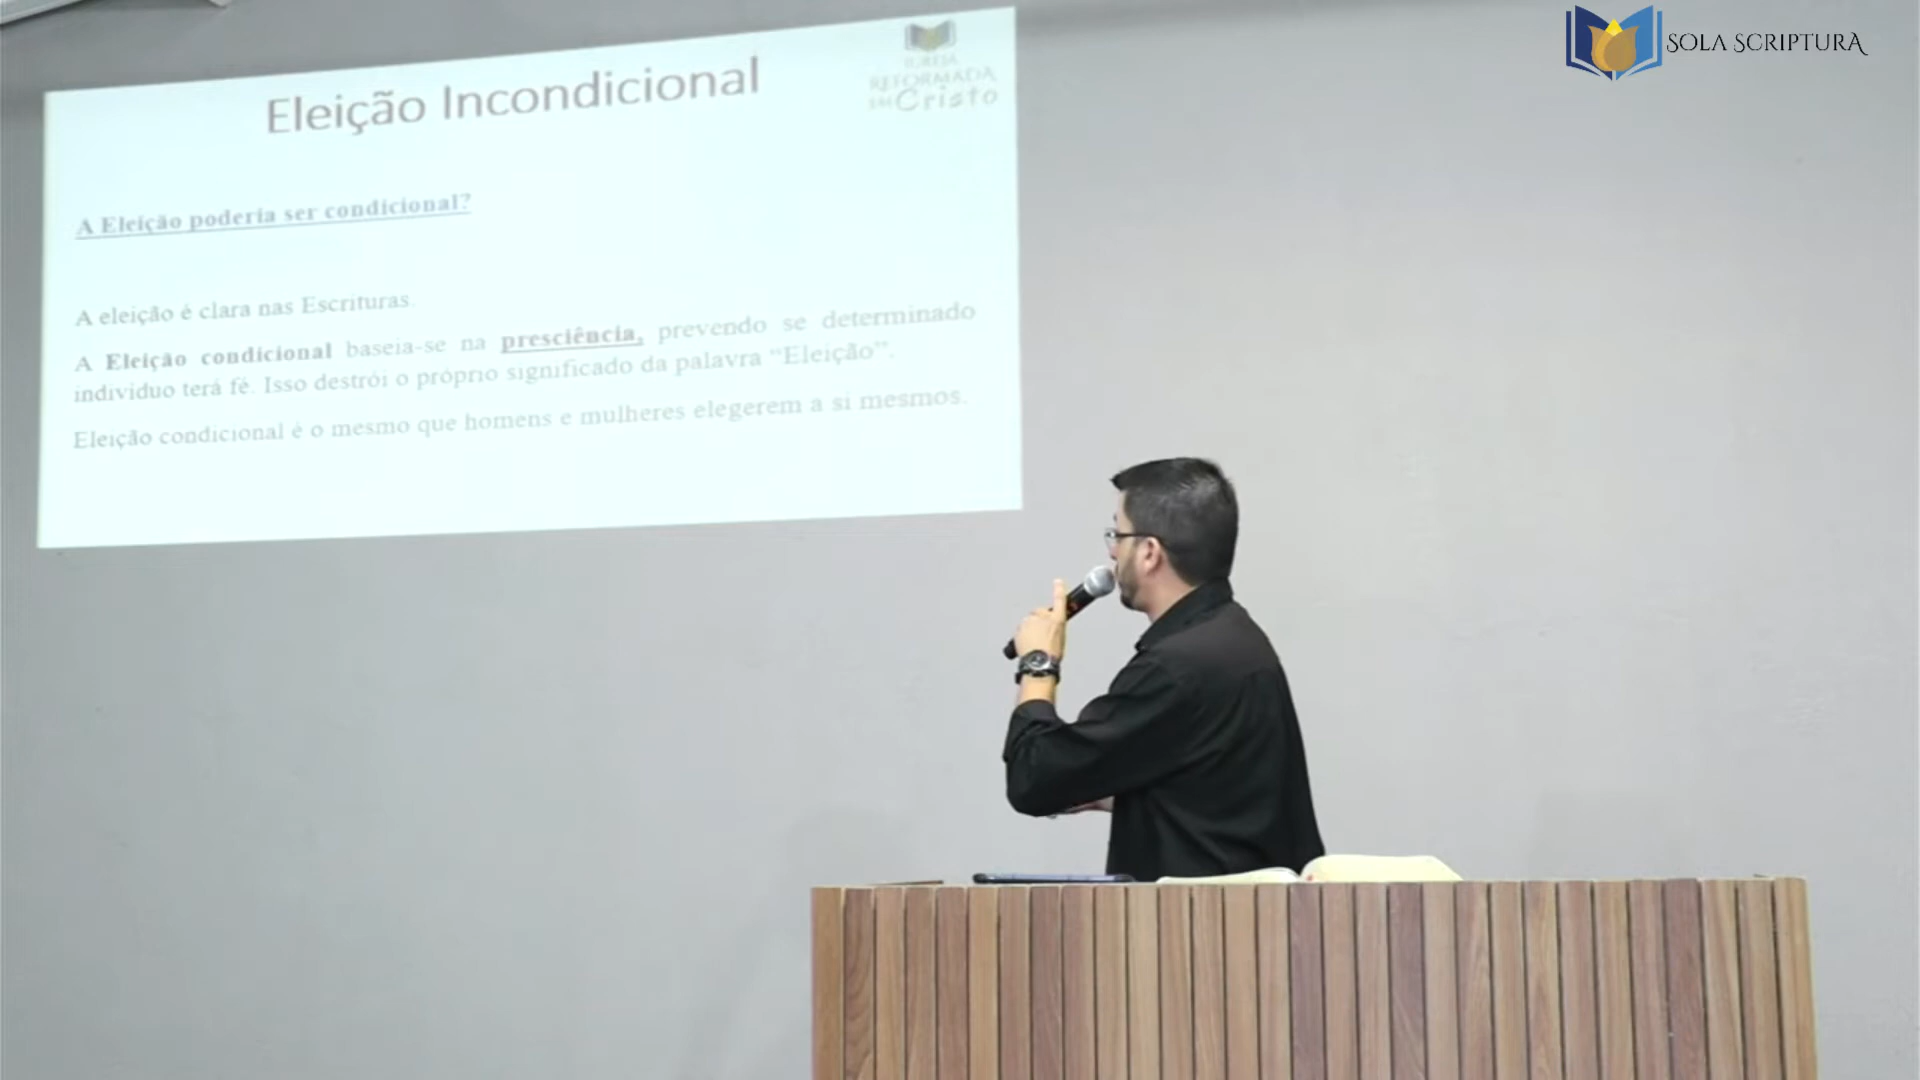 SOLA SCRIPTURA
Eleição Incondicional
IGREJA
REFORMADA
EM Cristo
A Eleição poderia ser condicional?
A eleição é clara nas Escrituras.
A Eleição condicional baseia-se na presciência, prevendo se determinado
indivíduo terá fé. Isso destrói o próprio significado da palavra “Eleição”.
Eleição condicional é o mesmo que homens e mulheres elegerem a si mesmos.